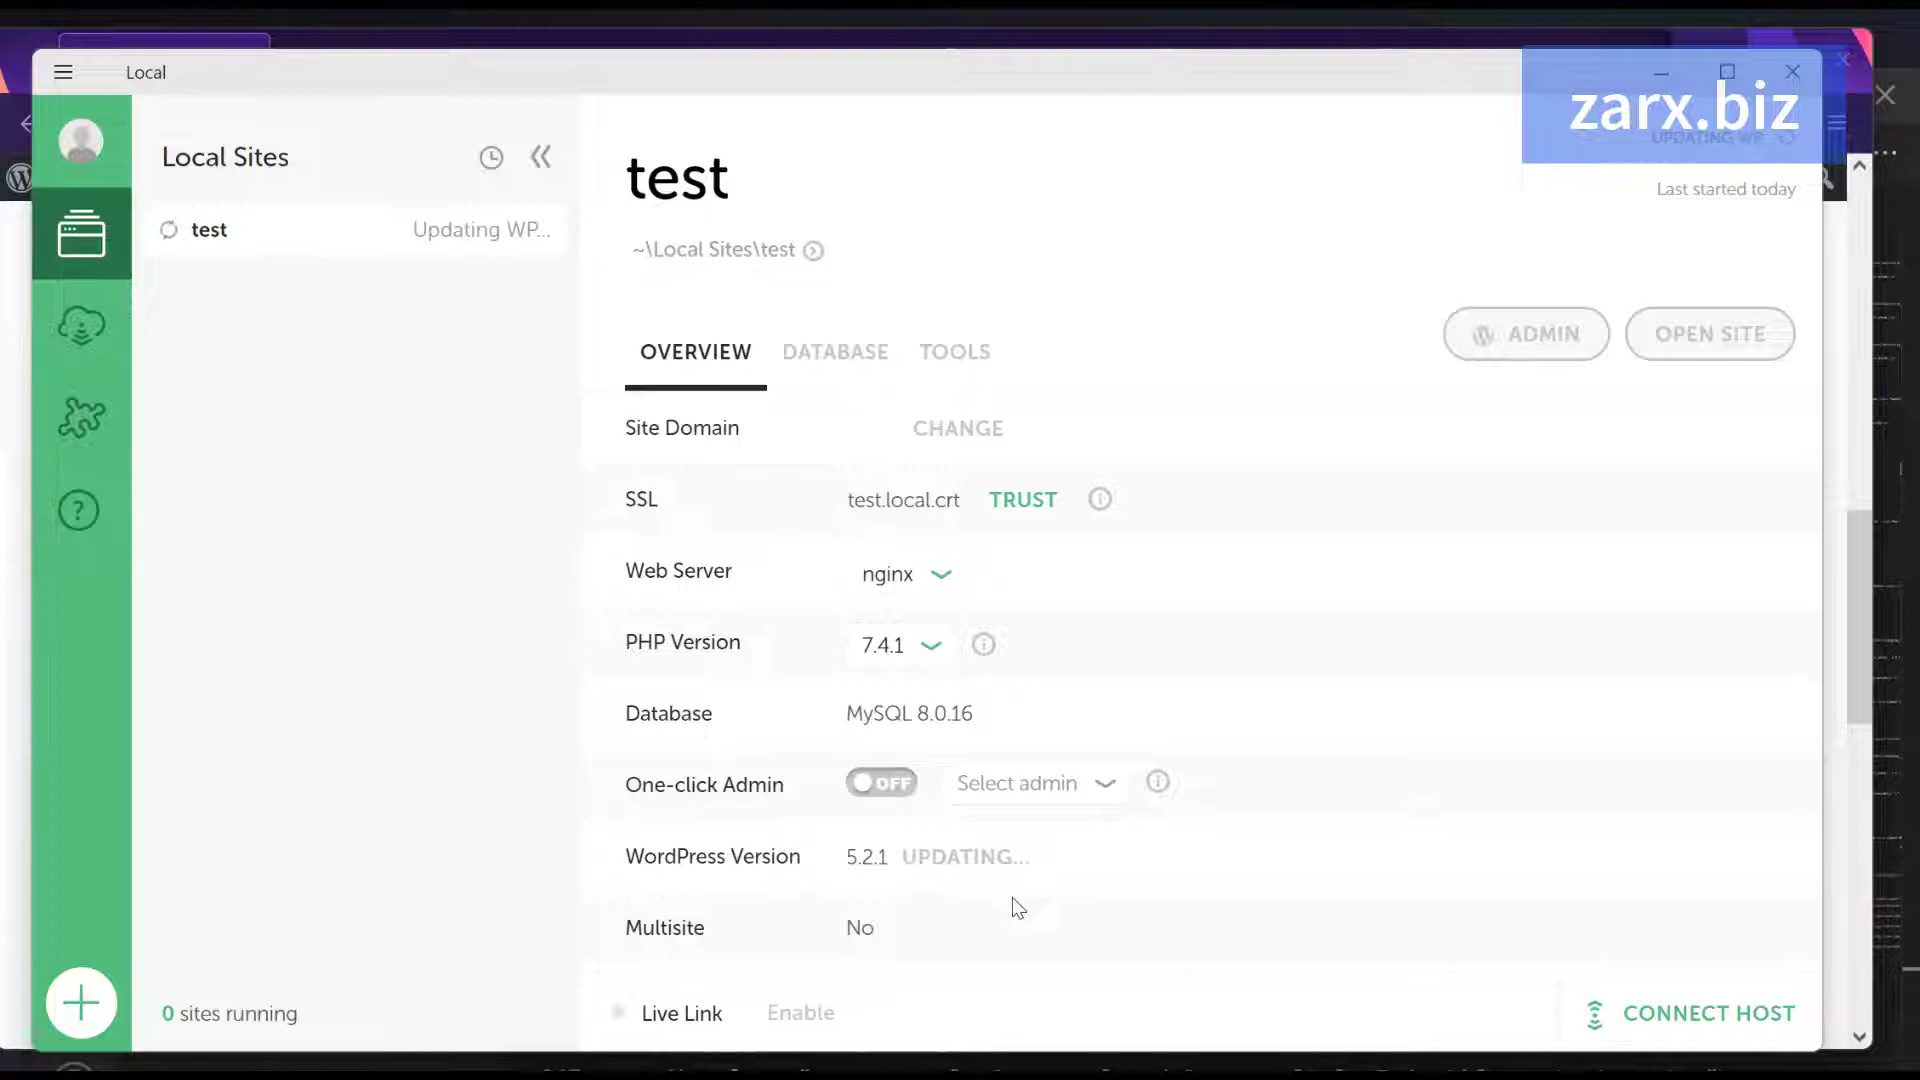 Local
zarx.biz
UPDATING WP
Local Sites
test
Last started today
test
Updating WP...
~\Local Sites\test
ADMIN
OPEN SITE
OVERVIEW
DATABASE
TOOLS
Site Domain
CHANGE
SSL
test.local.crt
TRUST
Web Server
nginx
PHP Version
7.4.1
Database
MySQL 8.0.16
One-click Admin
OFF
Select admin
WordPress Version
5.2.1 UPDATING...
Multisite
No
0 sites running
Live Link
Enable
CONNECT HOST